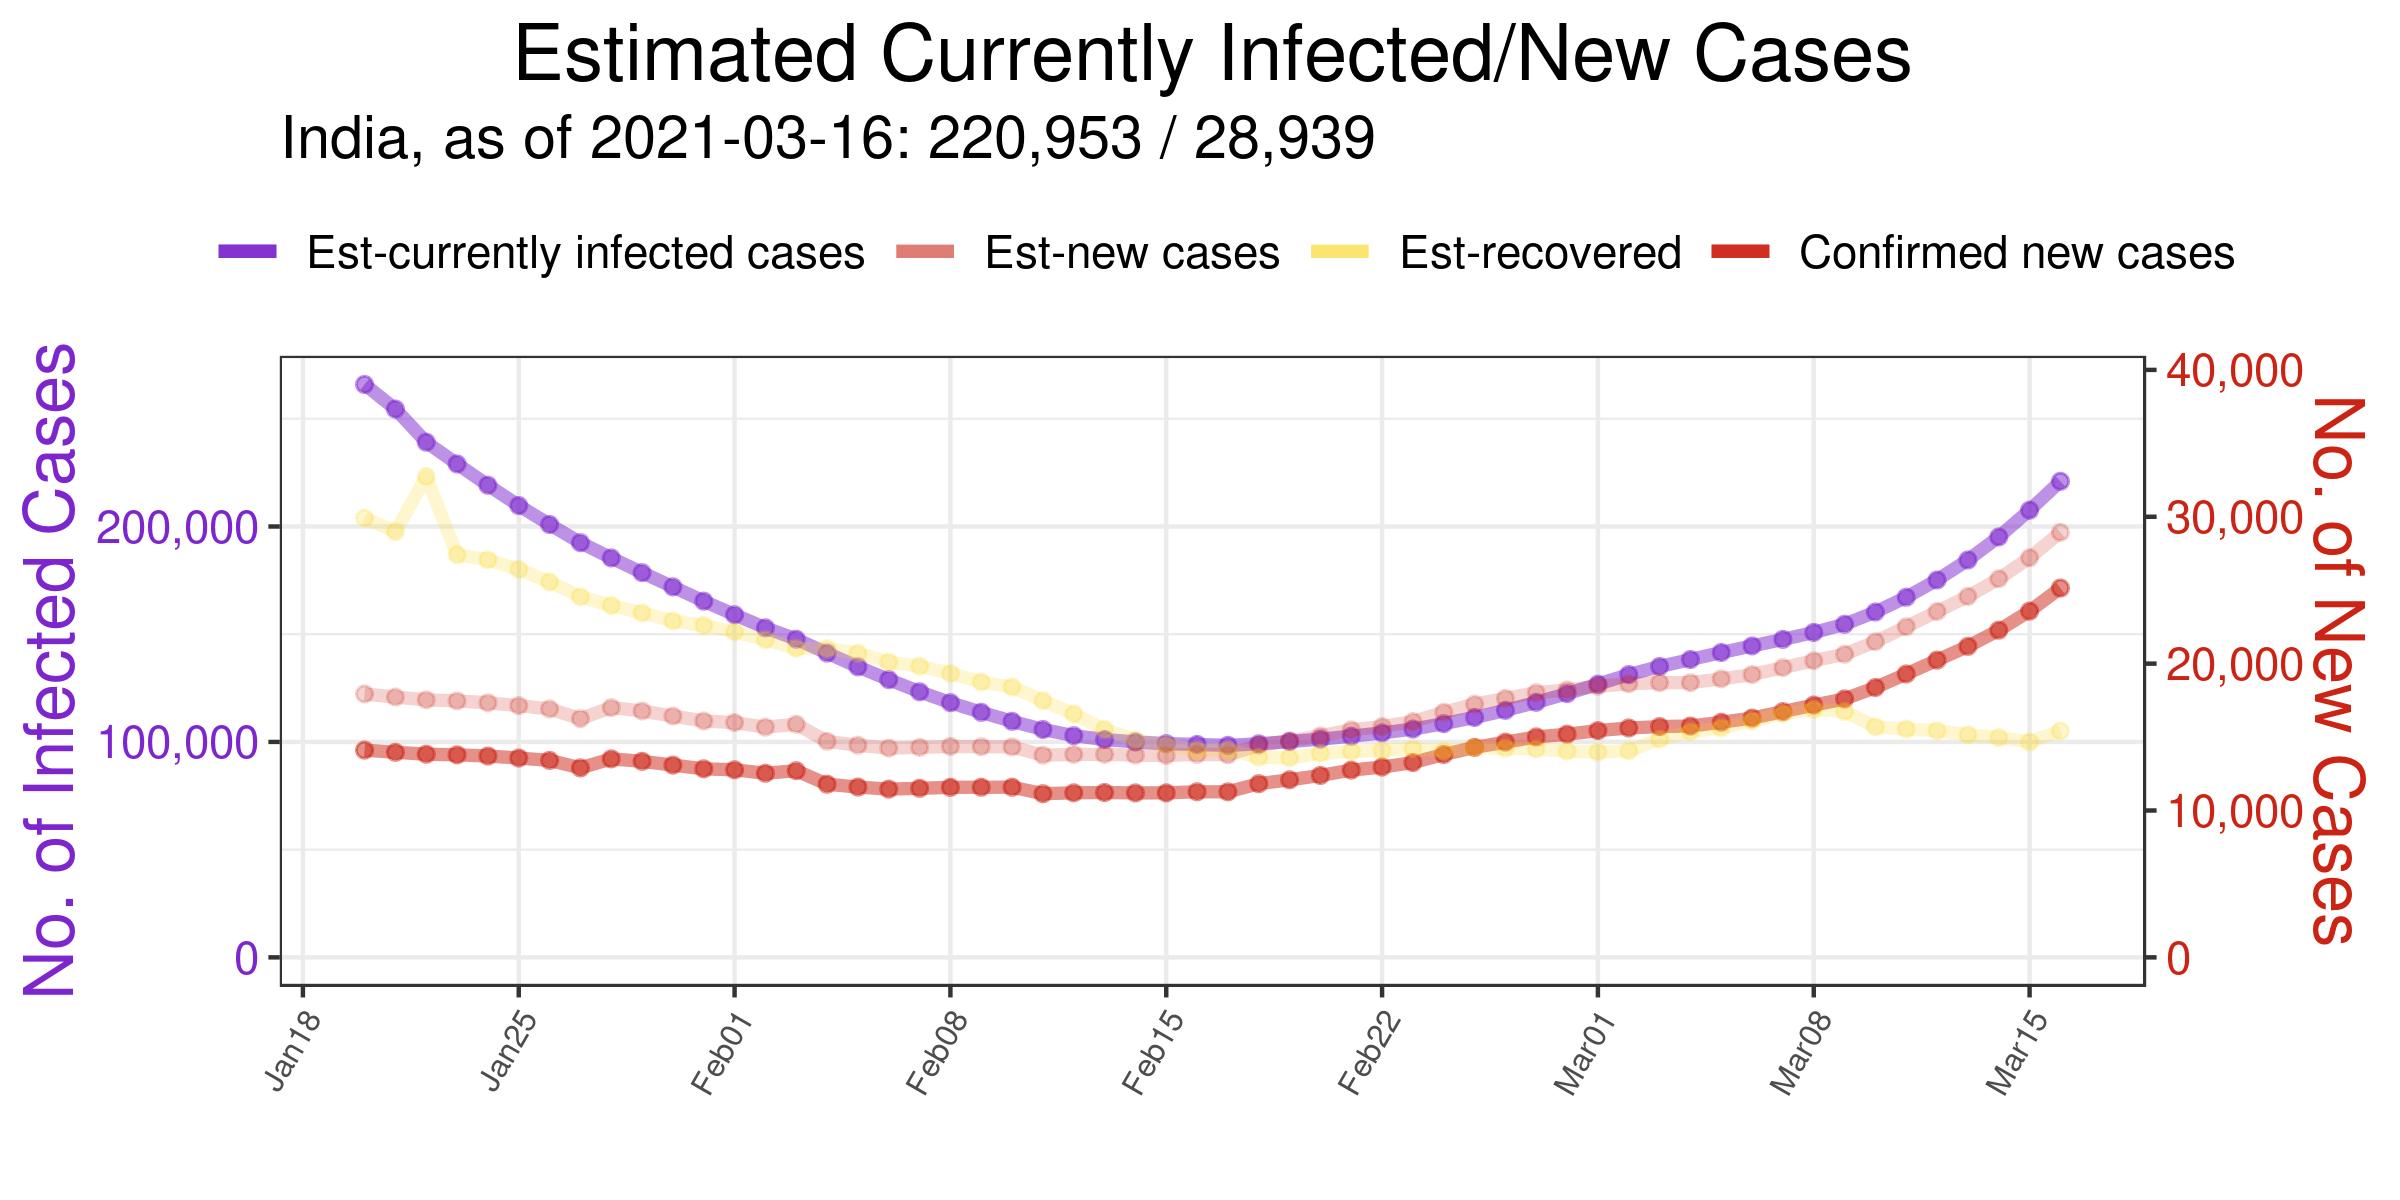 Estimated Currently Infected/New Cases
India, as of 2021-03-16: 220,953 / 28,939
Est-currently infected cases Est-new cases Est-recovered Confirmed new cases
No. of Infected Cases
200,000
100,000
0
40,000
30,000
20,000
10,000
0
No. of New Cases
Jan18 Jan25 Feb01 Feb08 Feb15 Feb22 Mar01 Mar08 Mar15